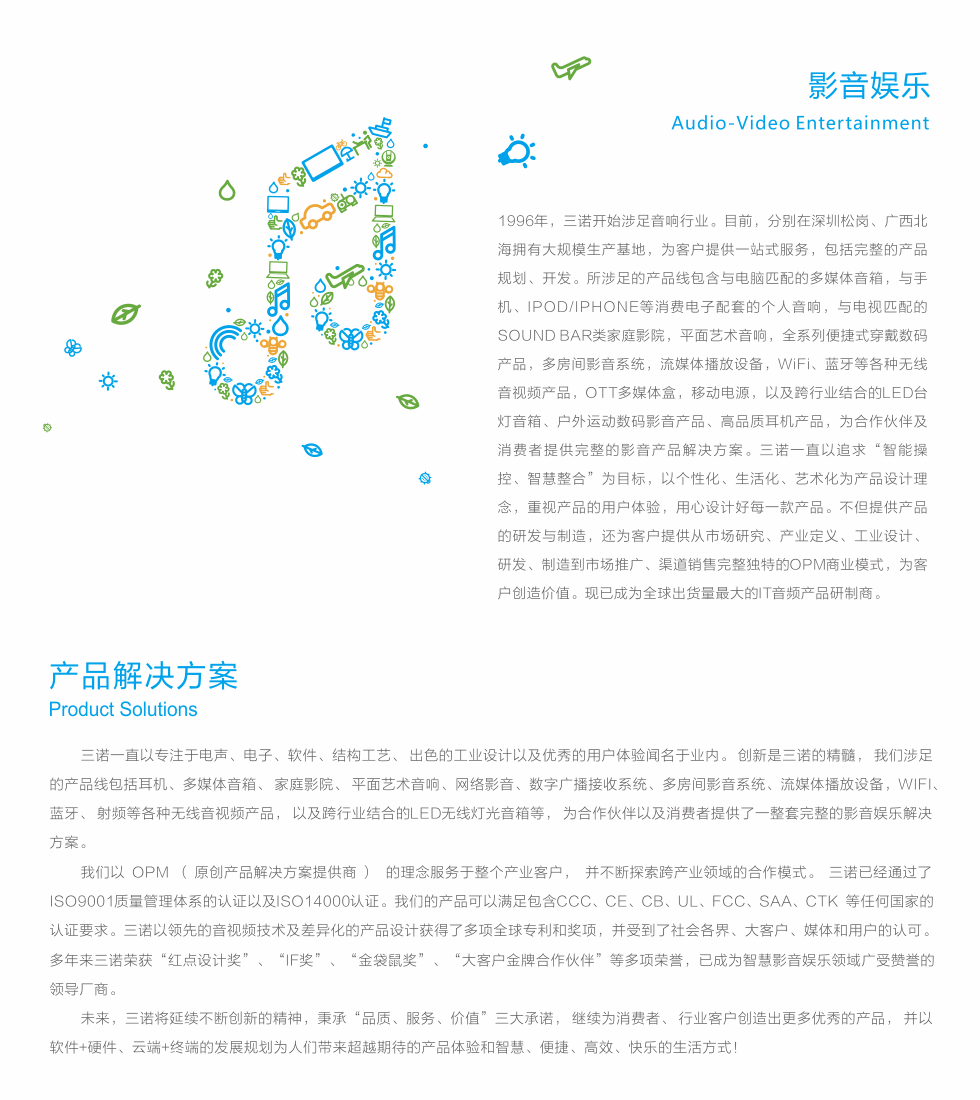 影音娱乐
Audio-Video Entertainment
1996年，三诺开始涉足音响行业。目前，分别在深圳松岗、广西北
海拥有大规模生产基地，为客户提供一站式服务，包括完整的产品
规划、开发。所涉足的产品线包含与电脑匹配的多媒体音箱，与手
机、IPOD/IPHONE等消费电子配套的个人音响，与电视匹配的
SOUND BAR类家庭影院，平面艺术音响，全系列便捷式穿戴数码
产品，多房间影音系统，流媒体播放设备，WiFi、蓝牙等各种无线
音视频产品，OTT多媒体盒，移动电源，以及跨行业结合的LED台
灯音箱、户外运动数码影音产品、高品质耳机产品，为合作伙伴及
消费者提供完整的影音产品解决方案。三诺一直以追求“智能操
控、智慧整合”为目标，以个性化、生活化、艺术化为产品设计理
念，重视产品的用户体验，用心设计好每一款产品。不但提供产品
的研发与制造，还为客户提供从市场研究、产业定义、工业设计、
研发、制造到市场推广、渠道销售完整独特的OPM商业模式，为客
户创造价值。现已成为全球出货量最大的IT音频产品研制商。
产品解决方案
Product Solutions
三诺一直以专注于电声、电子、软件、结构工艺、 出色的工业设计以及优秀的用户体验闻名于业内。 创新是三诺的精髓， 我们涉足
的产品线包括耳机、多媒体音箱、 家庭影院、 平面艺术音响、网络影音、数字广播接收系统、多房间影音系统、流媒体播放设备，WIFI、
蓝牙、 射频等各种无线音视频产品， 以及跨行业结合的LED无线灯光音箱等， 为合作伙伴以及消费者提供了一整套完整的影音娱乐解决
方案。
我们以 OPM （ 原创产品解决方案提供商 ） 的理念服务于整个产业客户， 并不断探索跨产业领域的合作模式。 三诺已经通过了
ISO9001质量管理体系的认证以及ISO14000认证。我们的产品可以满足包含CCC、CE、CB、UL、FCC、SAA、CTK 等任何国家的
认证要求。三诺以领先的音视频技术及差异化的产品设计获得了多项全球专利和奖项，并受到了社会各界、大客户、媒体和用户的认可。
多年来三诺荣获“红点设计奖”、“IF奖”、“金袋鼠奖”、“大客户金牌合作伙伴”等多项荣誉，已成为智慧影音娱乐领域广受赞誉的
领导厂商。
未来，三诺将延续不断创新的精神，秉承“品质、服务、价值”三大承诺， 继续为消费者、 行业客户创造出更多优秀的产品， 并以
软件+硬件、云端+终端的发展规划为人们带来超越期待的产品体验和智慧、便捷、高效、快乐的生活方式！